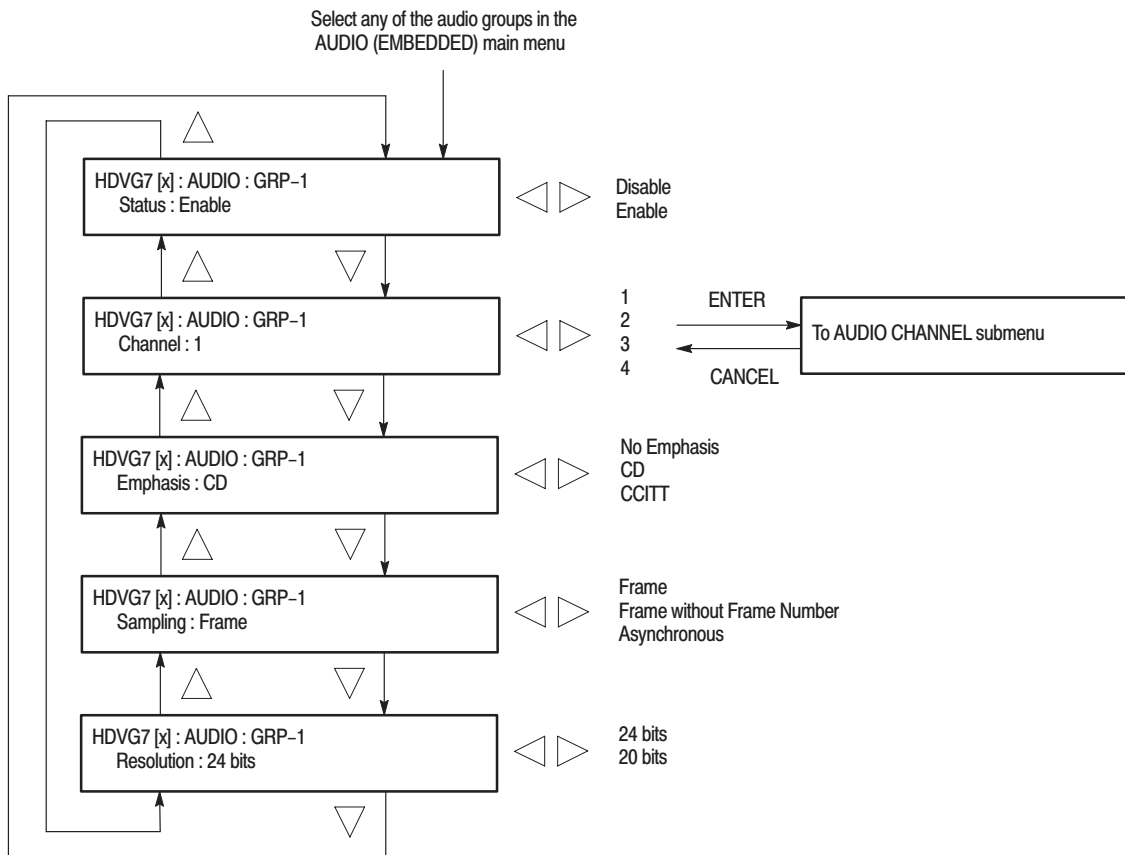 Select any of the audio groups in the
AUDIO (EMBEDDED) main menu
HDVG7 [x] : AUDIO : GRP–1
Status : Enable
Disable
Enable
HDVG7 [x] : AUDIO : GRP–1
Channel : 1
1
2
3
4
ENTER
CANCEL
To AUDIO CHANNEL submenu
HDVG7 [x] : AUDIO : GRP–1
Emphasis : CD
No Emphasis
CD
CCITT
HDVG7 [x] : AUDIO : GRP–1
Sampling : Frame
Frame
Frame without Frame Number
Asynchronous
HDVG7 [x] : AUDIO : GRP–1
Resolution : 24 bits
24 bits
20 bits